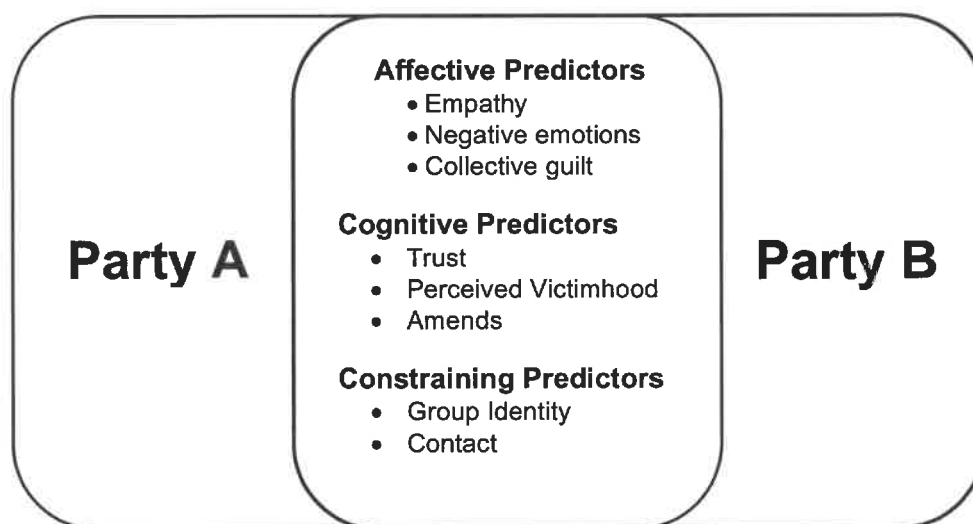 Affective Predictors
• Empathy
• Negative emotions
• Collective guilt
Cognitive Predictors
• Trust
• Perceived Victimhood
• Amends
Constraining Predictors
• Group Identity
• Contact
Party A
Party B